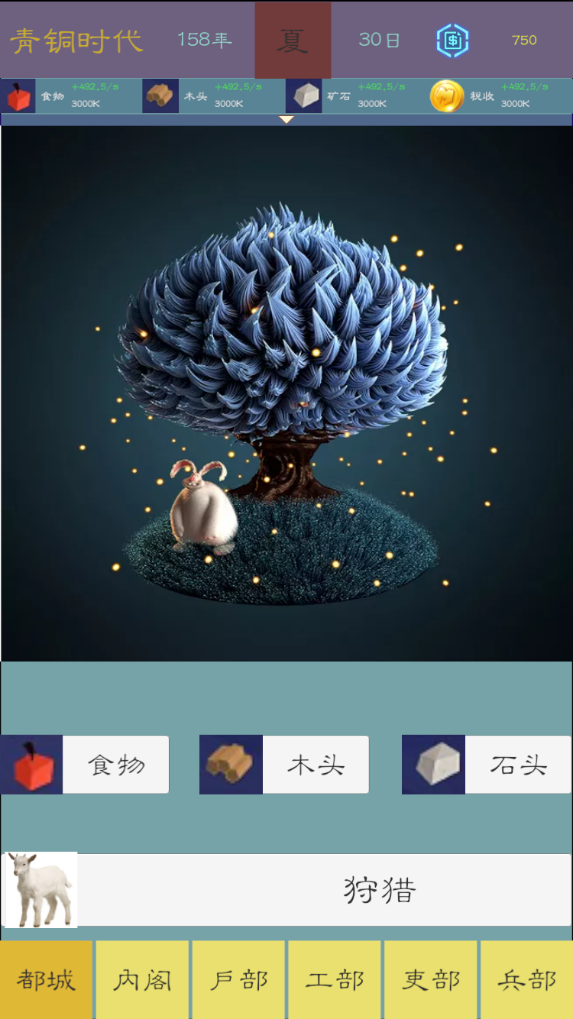 青铜时代 158年 夏 30日 750
食物 +492.5/m 3000K
木头 +492.5/m 3000K
矿石 +492.5/m 3000K
税收 +492.5/m 3000K
食物 木头 石头
狩猎
都城 内阁 户部 工部 吏部 兵部